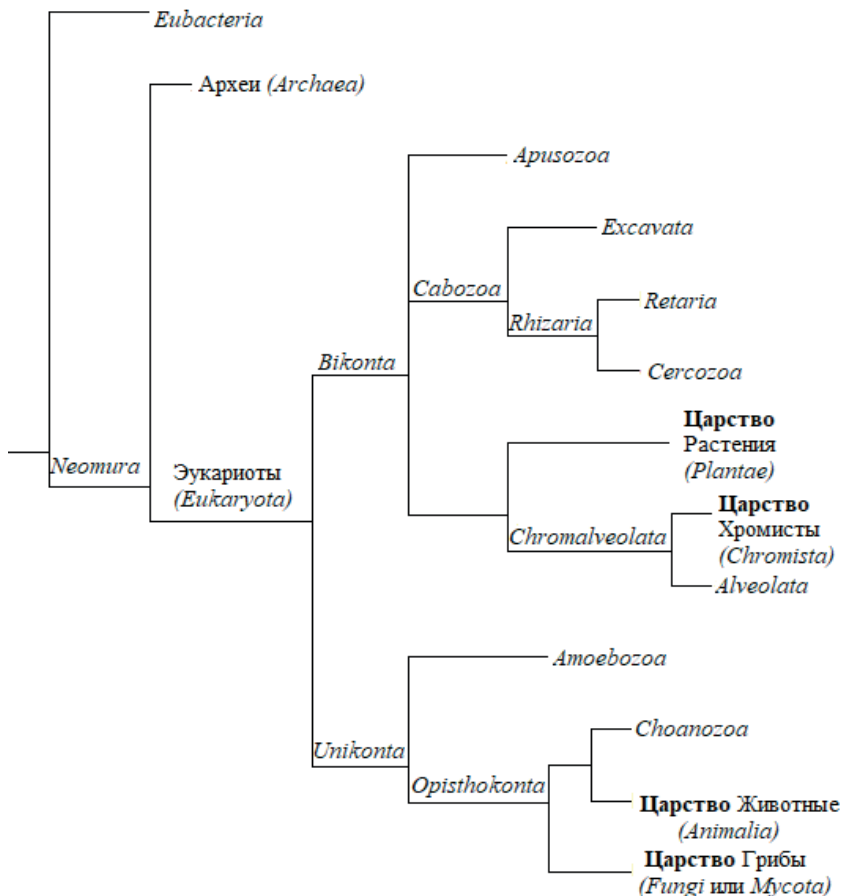 Eubacteria
Археи (Archaea)
Apusozoa
Excavata
Cabozoa
Retaria
Rhizaria
Bikonta
Cercozoa
Царство
Растения
(Plantae)
Neomura
Эукариоты
(Eukaryota)
Царство
Хромисты
(Chromista)
Chromalveolata
Alveolata
Amoebozoa
Choanozoa
Unikonta
Opisthokonta
Царство Животные
(Animalia)
Царство Грибы
(Fungi или Mycota)